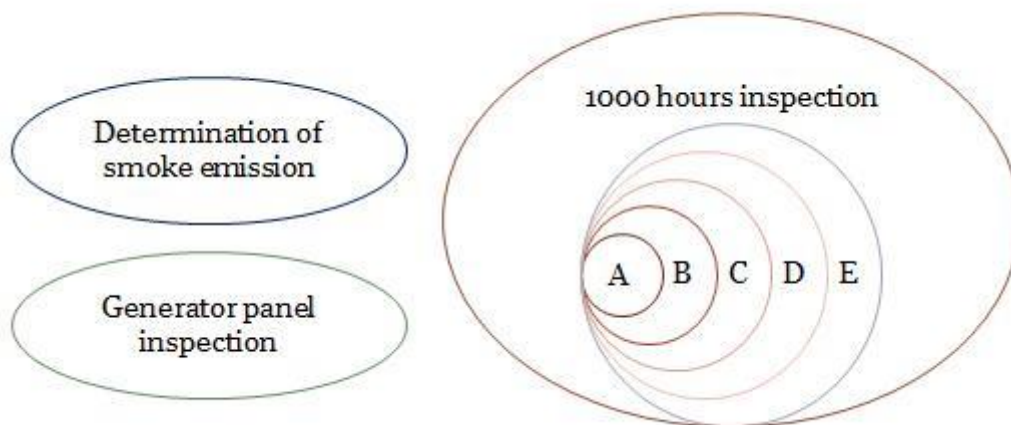 Determination of
smoke emission
Generator panel
inspection
1000 hours inspection
A B C D E